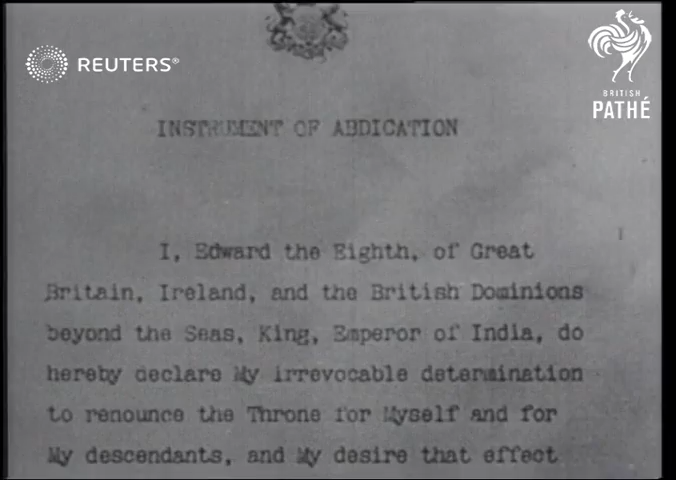 REUTERS®
BRITISH
PATHÉ
INSTRUMENT OF ABDICATION
I, Edward the Eighth, of Great
Britain, Ireland, and the British Dominions
beyond the Seas, King, Emperor of India, do
hereby declare My irrevocable determination
to renounce the Throne for Myself and for
My descendants, and My desire that effect